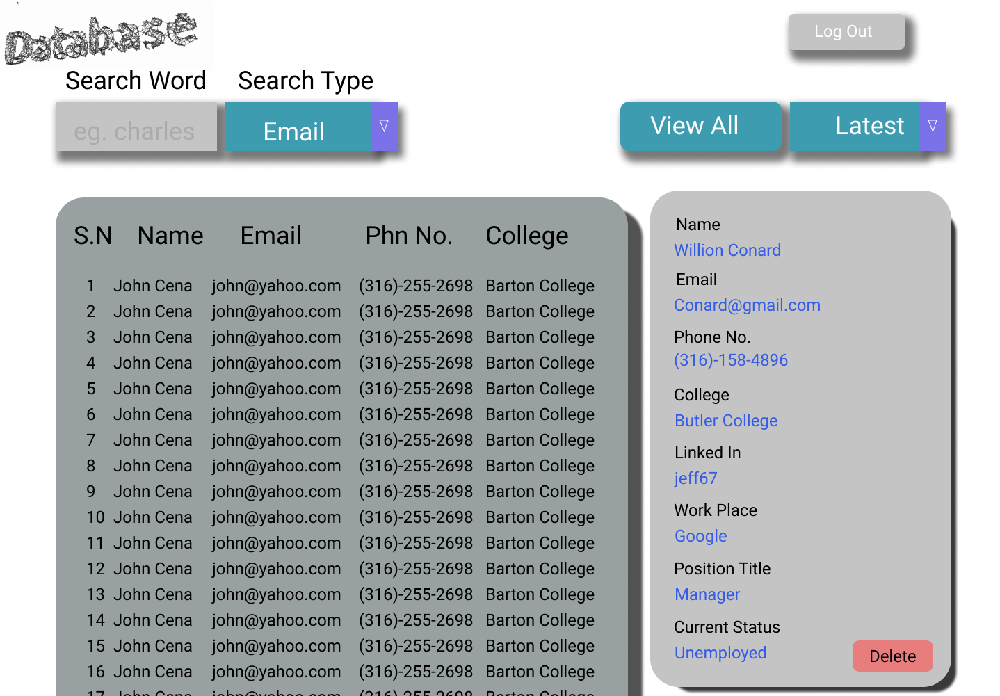 Database
Log Out
Search Word Search Type
eg. charles Email View All Latest
S.N Name Email Phn No. College
1 John Cena john@yahoo.com (316)-255-2698 Barton College
2 John Cena john@yahoo.com (316)-255-2698 Barton College
3 John Cena john@yahoo.com (316)-255-2698 Barton College
4 John Cena john@yahoo.com (316)-255-2698 Barton College
5 John Cena john@yahoo.com (316)-255-2698 Barton College
6 John Cena john@yahoo.com (316)-255-2698 Barton College
7 John Cena john@yahoo.com (316)-255-2698 Barton College
8 John Cena john@yahoo.com (316)-255-2698 Barton College
9 John Cena john@yahoo.com (316)-255-2698 Barton College
10 John Cena john@yahoo.com (316)-255-2698 Barton College
11 John Cena john@yahoo.com (316)-255-2698 Barton College
12 John Cena john@yahoo.com (316)-255-2698 Barton College
13 John Cena john@yahoo.com (316)-255-2698 Barton College
14 John Cena john@yahoo.com (316)-255-2698 Barton College
15 John Cena john@yahoo.com (316)-255-2698 Barton College
16 John Cena john@yahoo.com (316)-255-2698 Barton College
17 John Cena john@yahoo.com (316)-255-2698 Barton College
Name
Willion Conard
Email
Conard@gmail.com
Phone No.
(316)-158-4896
College
Butler College
Linked In
jeff67
Work Place
Google
Position Title
Manager
Current Status
Unemployed
Delete